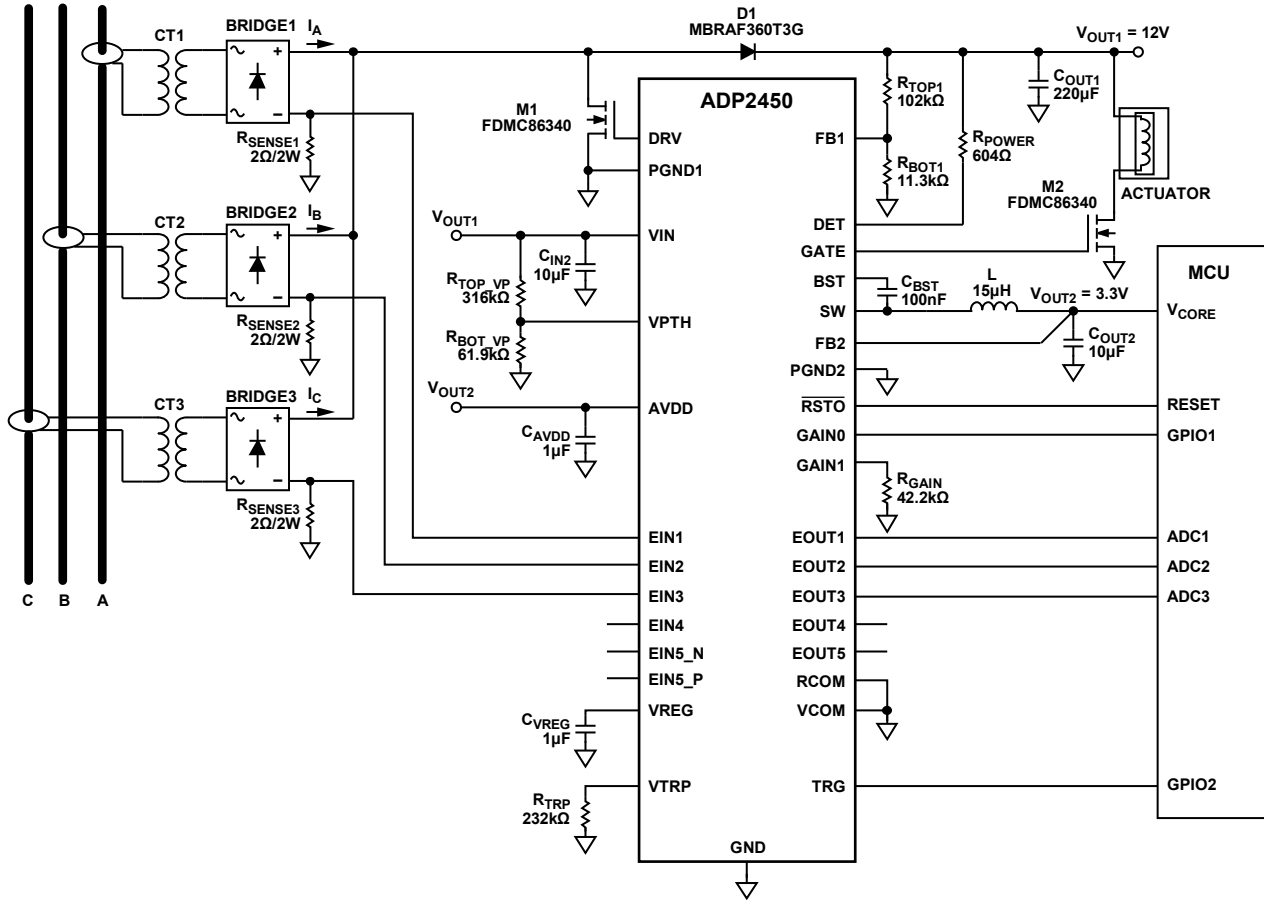 CT1
BRIDGE1
IA
RSENSE1
2Ω/2W
CT2
BRIDGE2
IB
RSENSE2
2Ω/2W
CT3
BRIDGE3
IC
RSENSE3
2Ω/2W
C B A
D1
MBRAF360T3G
M1
FDMC86340
VOUT1
CIN2
10µF
RTOP_VP
316kΩ
RBOT_VP
61.9kΩ
VOUT2
CAVDD
1µF
CVREG
1µF
RTRP
232kΩ
ADP2450
DRV
PGND1
VIN
VPTH
AVDD
EIN1
EIN2
EIN3
EIN4
EIN5_N
EIN5_P
VREG
VTRP
GND
FB1
DET
GATE
BST
SW
FB2
PGND2
RSTO
GAIN0
GAIN1
EOUT1
EOUT2
EOUT3
EOUT4
EOUT5
RCOM
VCOM
TRG
RTOP1
102kΩ
RBOT1
11.3kΩ
RPOWER
604Ω
COUT1
220µF
VOUT1 = 12V
ACTUATOR
M2
FDMC86340
CBST
100nF
L
15µH
VOUT2 = 3.3V
COUT2
10µF
RGAIN
42.2kΩ
MCU
VCORE
RESET
GPIO1
ADC1
ADC2
ADC3
GPIO2